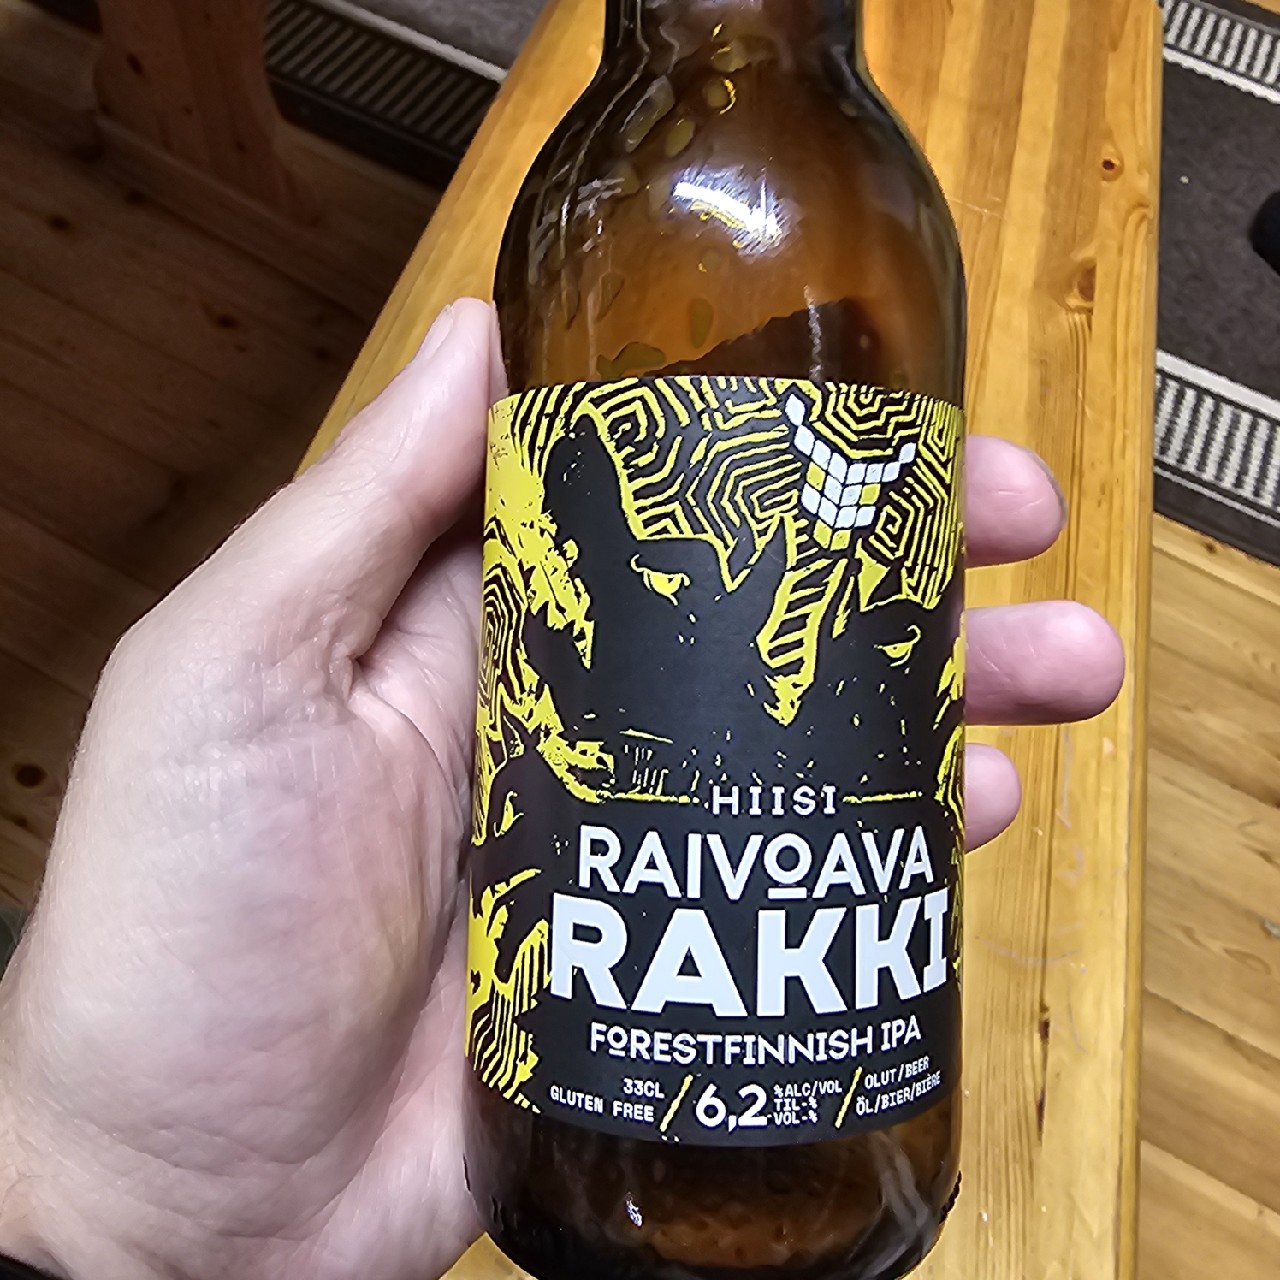 HIISI
RAIVOAVA
RAKKI
FORESTFINNISH IPA
33CL
GLUTEN FREE
6,2
%ALC/VOL
TIL-%
VOL-%
OLUT/BEER
ÖL/BIER/BIÈRE